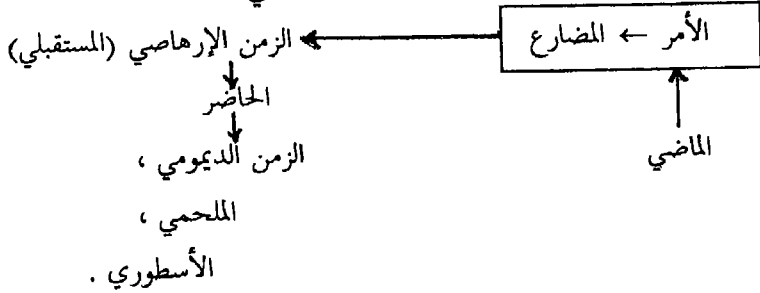 الأمر ← المضارع
الزمن الإرهاصي (المستقبلي)
الماضي
الحاضر
الزمن الديمومي ،
الملحمي ،
الأسطوري .